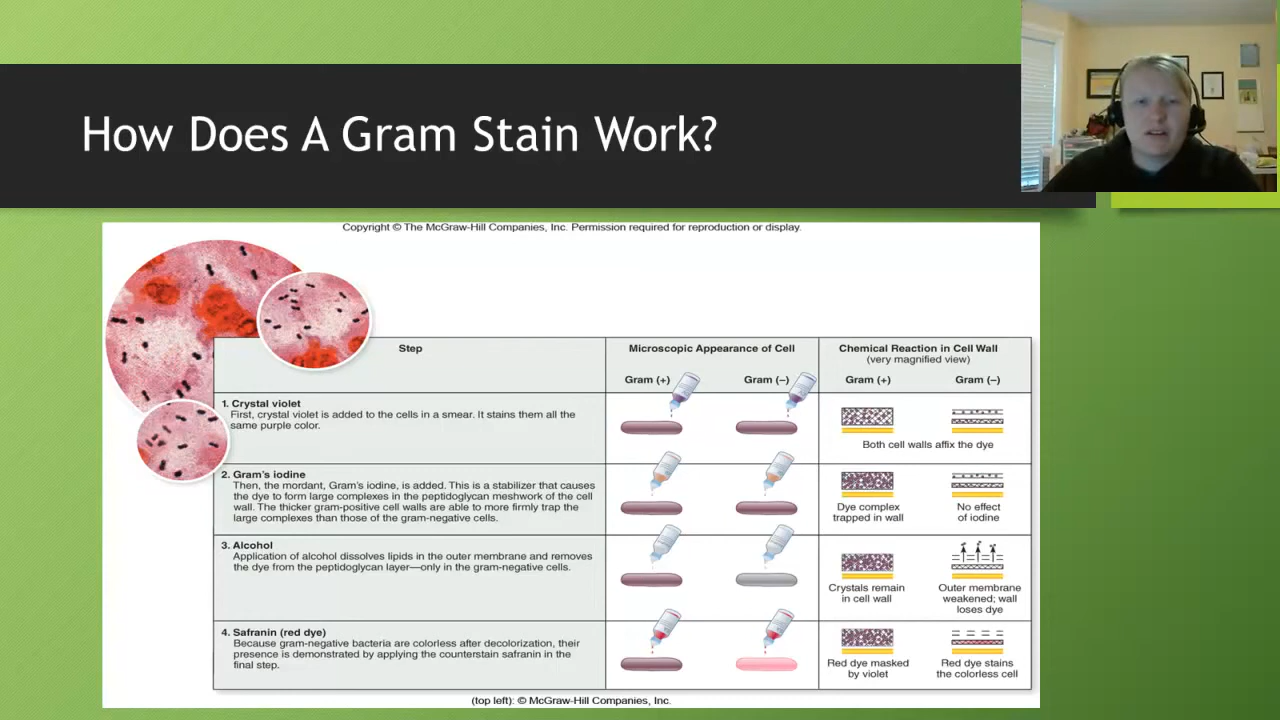 How Does A Gram Stain Work?
Copyright © The McGraw-Hill Companies, Inc. Permission required for reproduction or display.
Step
Microscopic Appearance of Cell
Chemical Reaction in Cell Wall
(very magnified view)
Gram (+)
Gram (–)
Gram (+)
Gram (–)
1. Crystal violet
First, crystal violet is added to the cells in a smear. It stains them all the
same purple color.
Both cell walls affix the dye
2. Gram's iodine
Then, the mordant, Gram's iodine, is added. This is a stabilizer that causes
the dye to form large complexes in the peptidoglycan meshwork of the cell
wall. The thicker gram-positive cell walls are able to more firmly trap the
large complexes than those of the gram-negative cells.
Dye complex
trapped in wall
No effect
of iodine
3. Alcohol
Application of alcohol dissolves lipids in the outer membrane and removes
the dye from the peptidoglycan layer—only in the gram-negative cells.
Crystals remain
in cell wall
Outer membrane
weakened; wall
loses dye
4. Safranin (red dye)
Because gram-negative bacteria are colorless after decolorization, their
presence is demonstrated by applying the counterstain safranin in the
final step.
Red dye masked
by violet
Red dye stains
the colorless cell
(top left): © McGraw-Hill Companies, Inc.